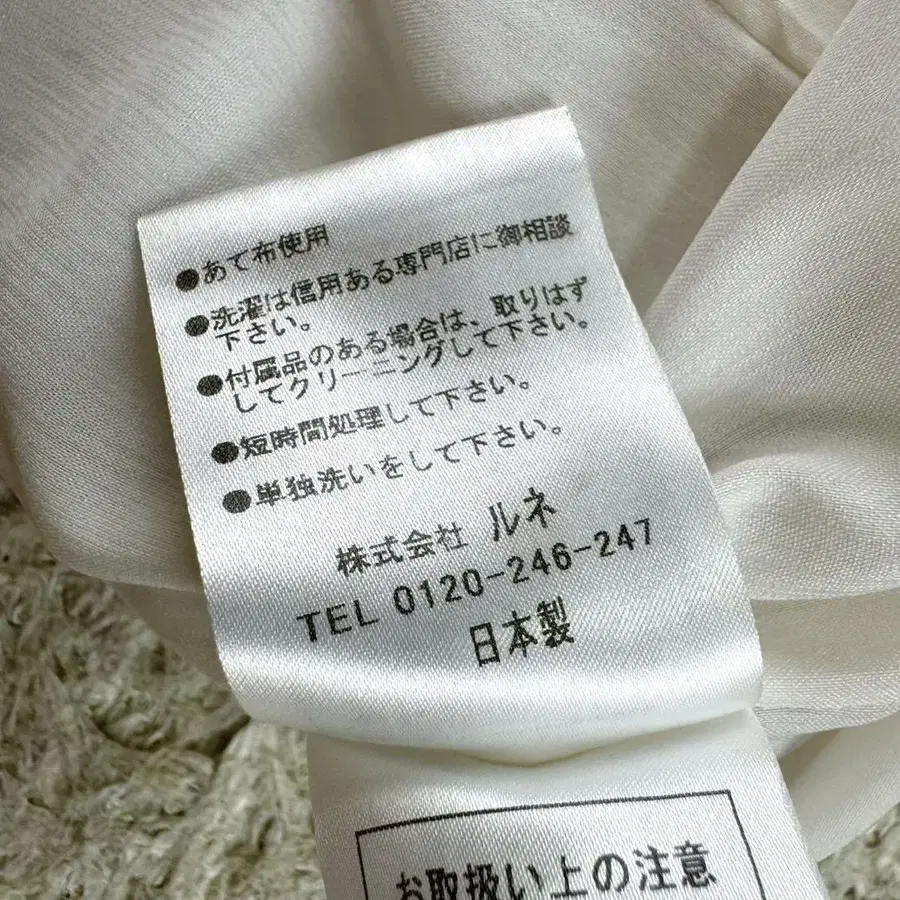 ●あて布使用
●洗濯は信用ある専門店に御相談
下さい。
●付属品のある場合は、取りはず
してクリーニングして下さい。
●短時間処理して下さい。
●単独洗いをして下さい。
株式会社 ルネ
TEL 0120-246-247
日本製
お取扱い上の注意